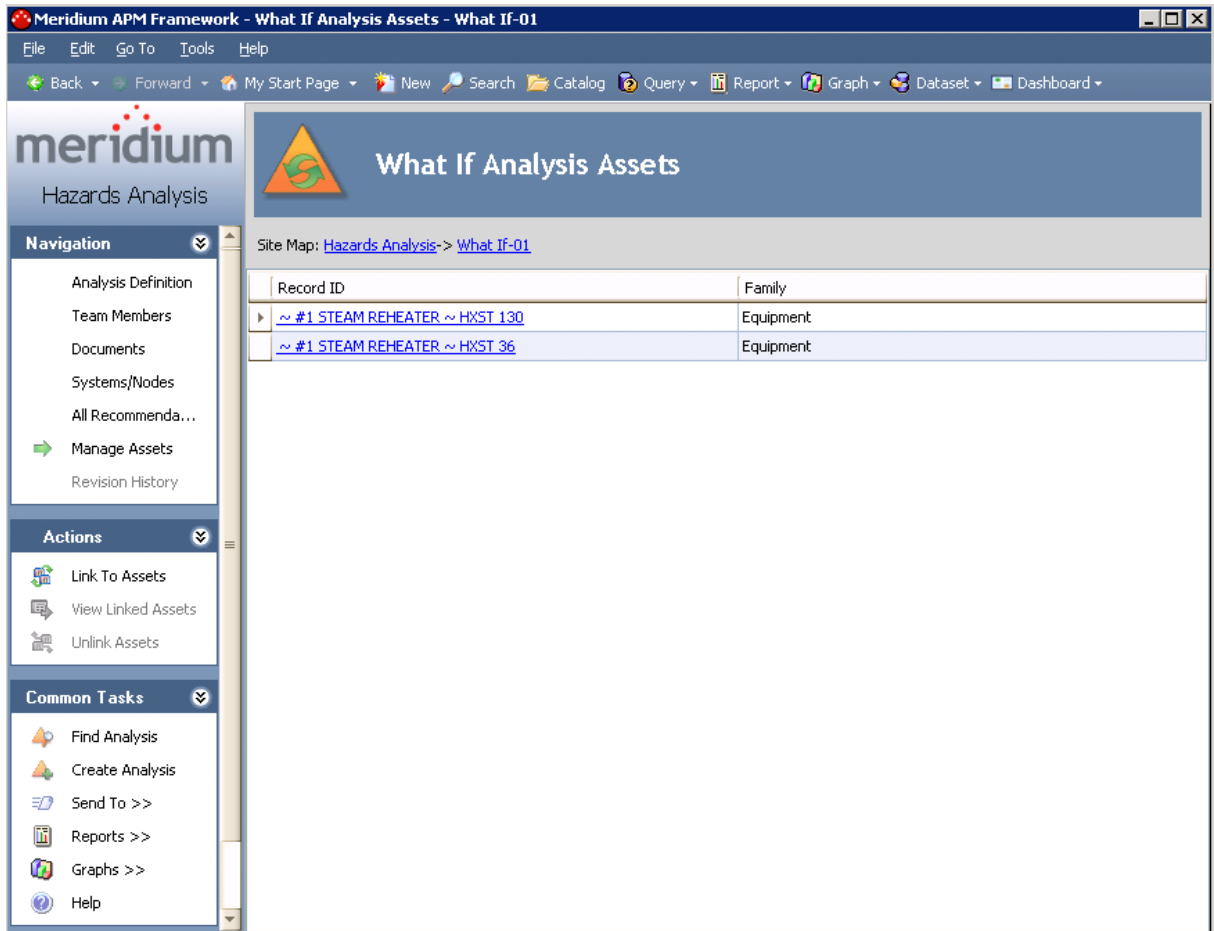 Meridium APM Framework - What If Analysis Assets - What If-01
File Edit Go To Tools Help
Back Forward My Start Page New Search Catalog Query Report Graph Dataset Dashboard
meridium
Hazards Analysis
What If Analysis Assets
Site Map: Hazards Analysis-> What If-01
Navigation
Analysis Definition
Team Members
Documents
Systems/Nodes
All Recommenda...
Manage Assets
Revision History
Actions
Link To Assets
View Linked Assets
Unlink Assets
Common Tasks
Find Analysis
Create Analysis
Send To >>
Reports >>
Graphs >>
Help
Record ID Family
~ #1 STEAM REHEATER ~ HXST 130 Equipment
~ #1 STEAM REHEATER ~ HXST 36 Equipment